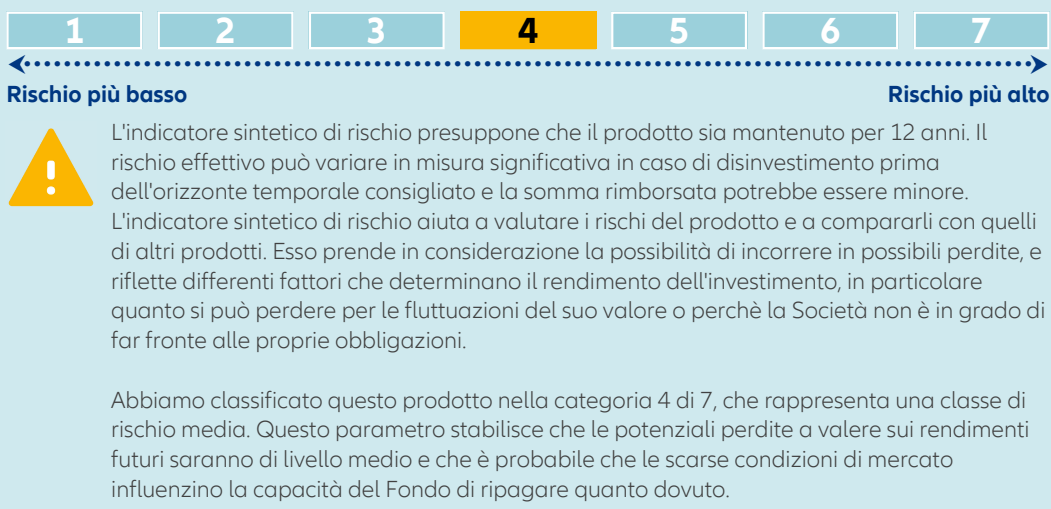 1 2 3 4 5 6 7
Rischio più basso Rischio più alto
!
L'indicatore sintetico di rischio presuppone che il prodotto sia mantenuto per 12 anni. Il
rischio effettivo può variare in misura significativa in caso di disinvestimento prima
dell'orizzonte temporale consigliato e la somma rimborsata potrebbe essere minore.
L'indicatore sintetico di rischio aiuta a valutare i rischi del prodotto e a compararli con quelli
di altri prodotti. Esso prende in considerazione la possibilità di incorrere in possibili perdite, e
riflette differenti fattori che determinano il rendimento dell'investimento, in particolare
quanto si può perdere per le fluttuazioni del suo valore o perchè la Società non è in grado di
far fronte alle proprie obbligazioni.
Abbiamo classificato questo prodotto nella categoria 4 di 7, che rappresenta una classe di
rischio media. Questo parametro stabilisce che le potenziali perdite a valere sui rendimenti
futuri saranno di livello medio e che è probabile che le scarse condizioni di mercato
influenzino la capacità del Fondo di ripagare quanto dovuto.